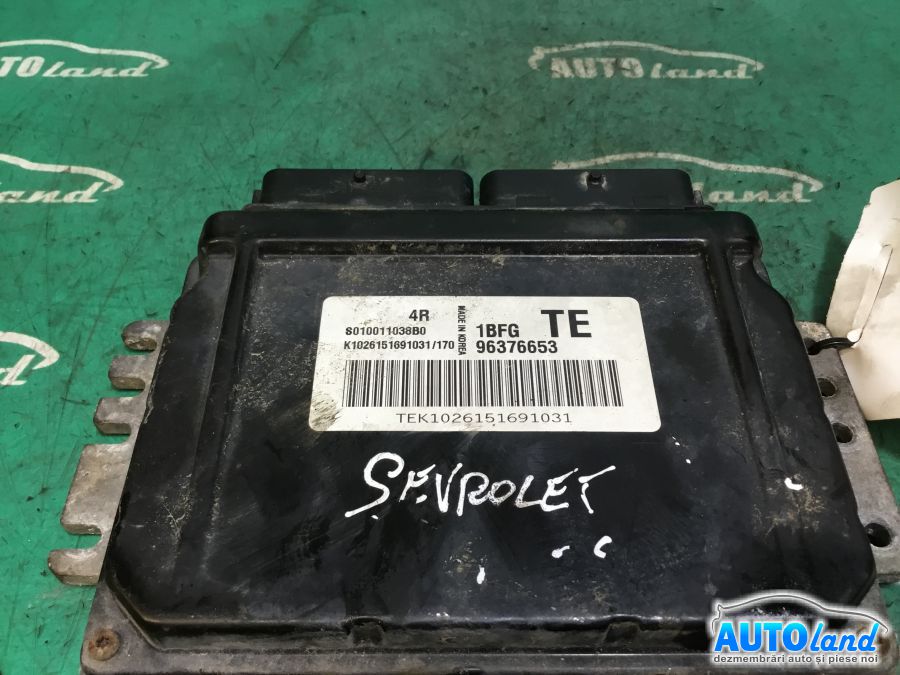 AUTOland
AUTOland
4R
S010011038B0
K1026151691031/170
MADE IN KOREA
1BFG
TE
96376653
TEK1026151691031
SEVROLET
AUTOland
dezmembrări auto și piese noi